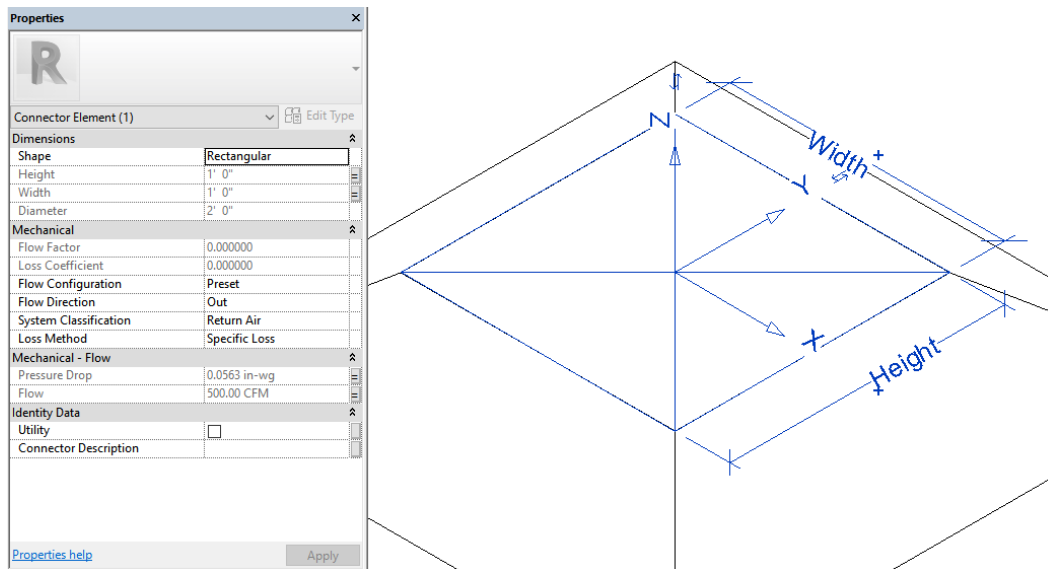 Properties
R
Connector Element (1)
Edit Type
Dimensions
Shape Rectangular
Height 1' 0"
Width 1' 0"
Diameter 2' 0"
Mechanical
Flow Factor 0.000000
Loss Coefficient 0.000000
Flow Configuration Preset
Flow Direction Out
System Classification Return Air
Loss Method Specific Loss
Mechanical - Flow
Pressure Drop 0.0563 in-wg
Flow 500.00 CFM
Identity Data
Utility
Connector Description
Properties help
Apply
Z
Width
Y
X
Height